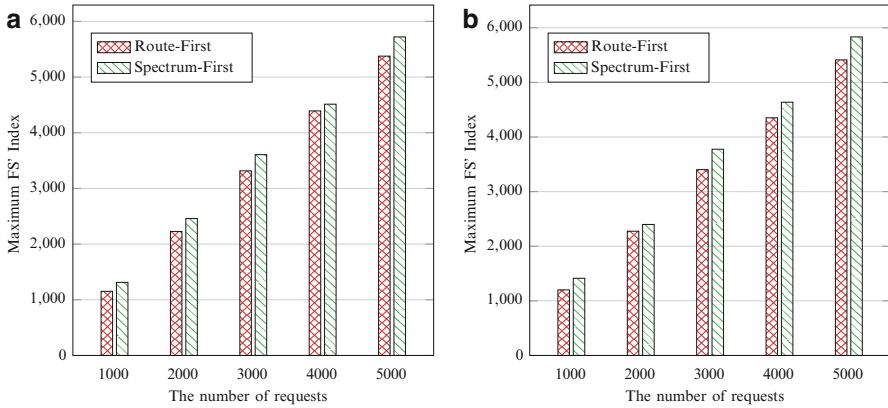 a
6,000
5,000
4,000
3,000
2,000
1,000
0
Maximum FS' Index
Route-First
Spectrum-First
1000 2000 3000 4000 5000
The number of requests
b
6,000
5,000
4,000
3,000
2,000
1,000
0
Maximum FS' Index
Route-First
Spectrum-First
1000 2000 3000 4000 5000
The number of requests